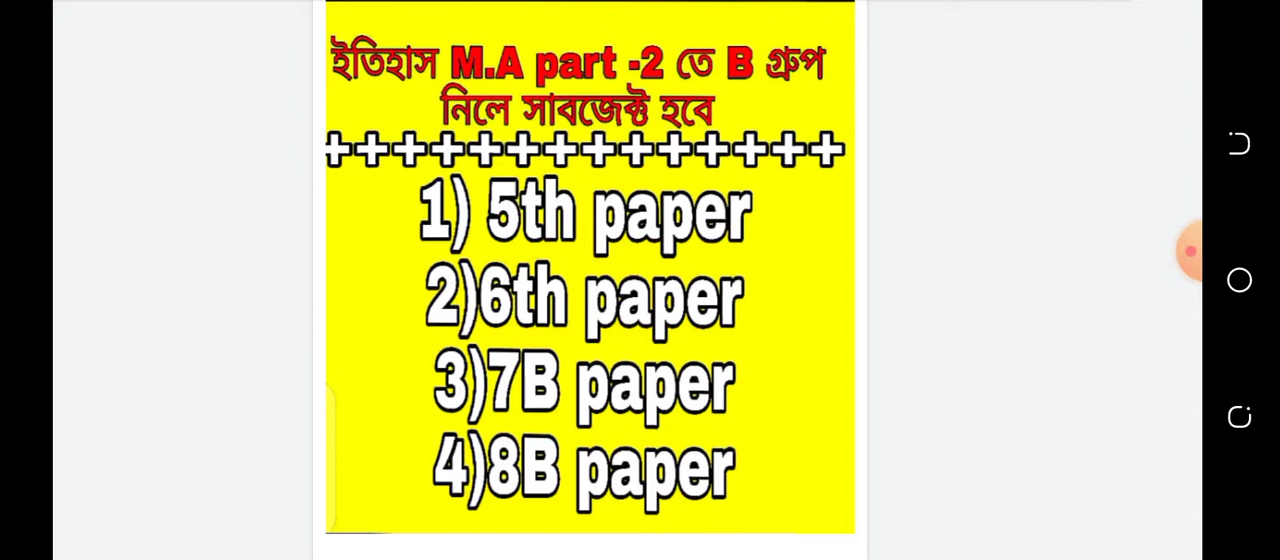 ইতিহাস M.A part -2 তে B গ্রুপ
নিলে সাবজেক্ট হবে
++++++++++++++
1) 5th paper
2)6th paper
3)7B paper
4)8B paper